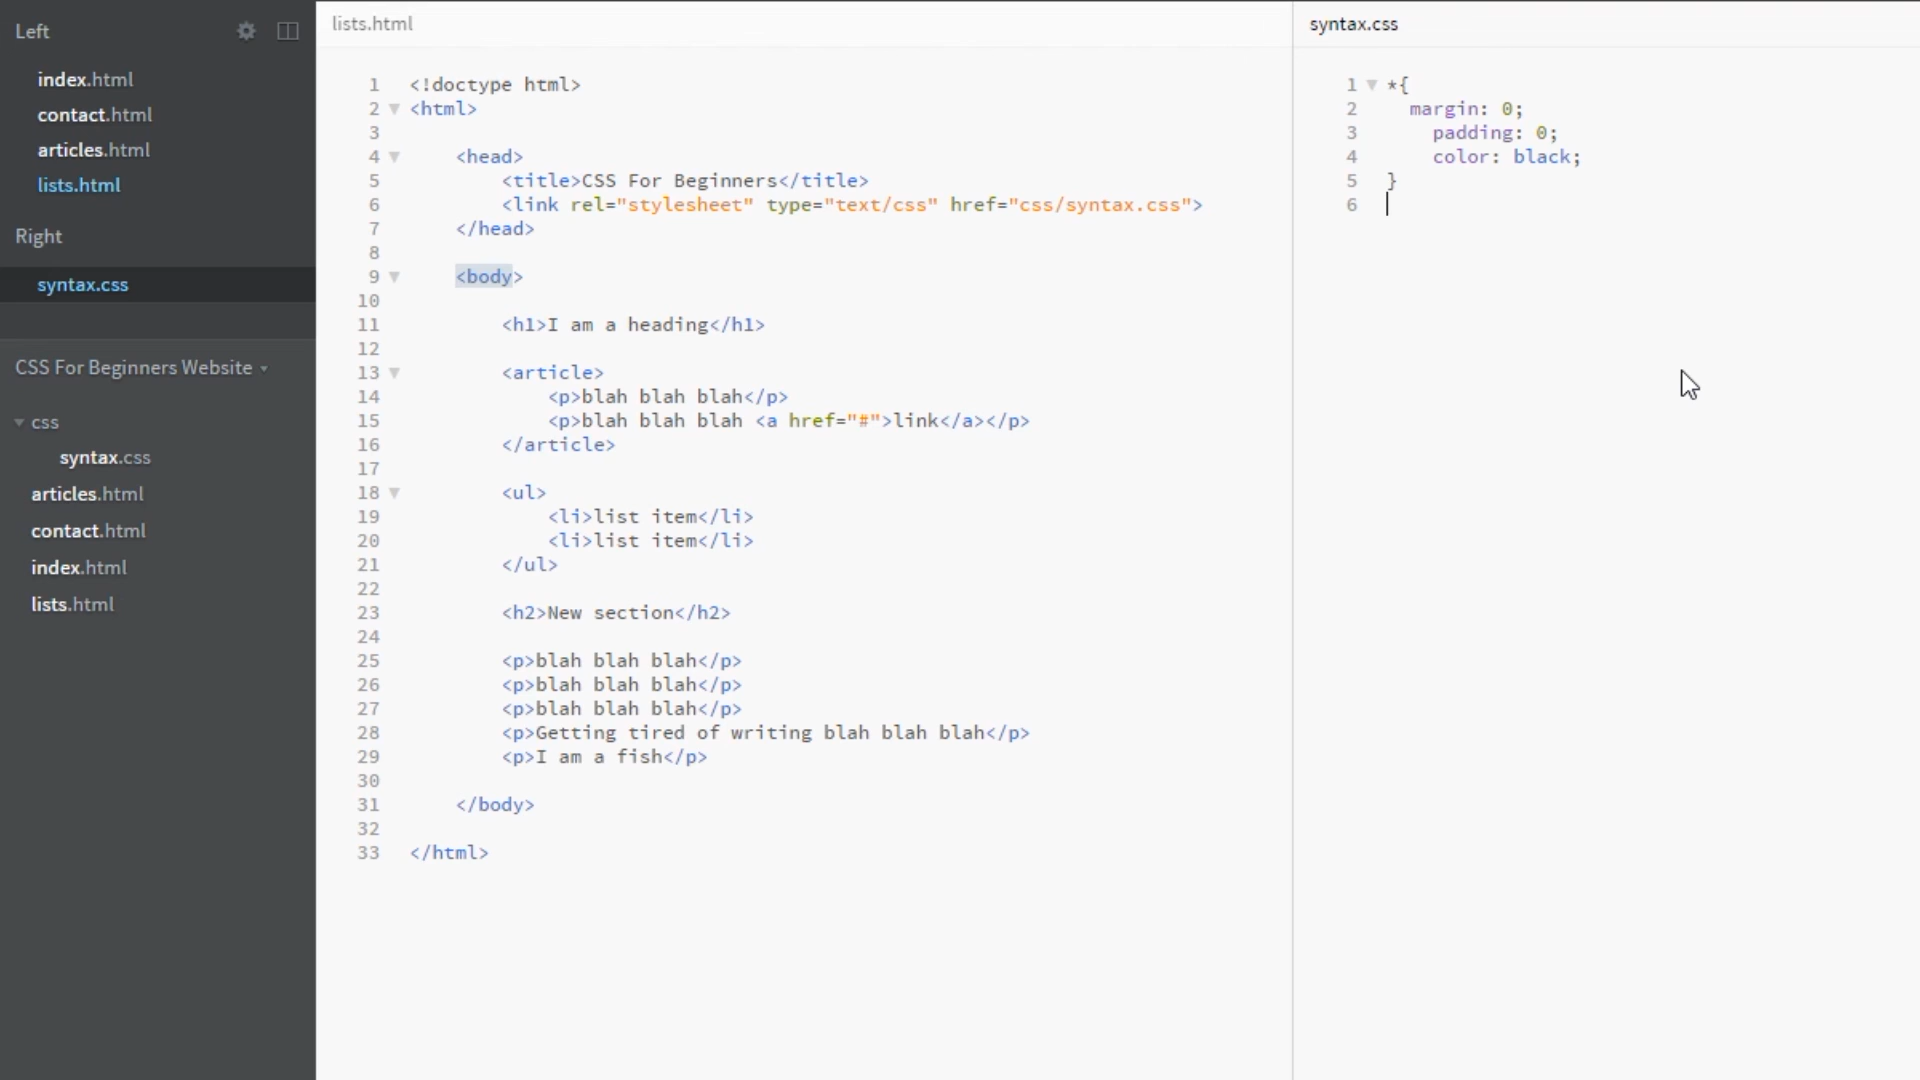 Left
index.html
contact.html
articles.html
lists.html
Right
syntax.css
CSS For Beginners Website
css
syntax.css
articles.html
contact.html
index.html
lists.html
lists.html
1 <!doctype html>
2 <html>
3
4 <head>
5 <title>CSS For Beginners</title>
6 <link rel="stylesheet" type="text/css" href="css/syntax.css">
7 </head>
8
9 <body>
10
11 <h1>I am a heading</h1>
12
13 <article>
14 <p>blah blah blah</p>
15 <p>blah blah blah <a href="#">link</a></p>
16 </article>
17
18 <ul>
19 <li>list item</li>
20 <li>list item</li>
21 </ul>
22
23 <h2>New section</h2>
24
25 <p>blah blah blah</p>
26 <p>blah blah blah</p>
27 <p>blah blah blah</p>
28 <p>Getting tired of writing blah blah blah</p>
29 <p>I am a fish</p>
30
31 </body>
32
33 </html>
syntax.css
1 *{
2 margin: 0;
3 padding: 0;
4 color: black;
5 }
6